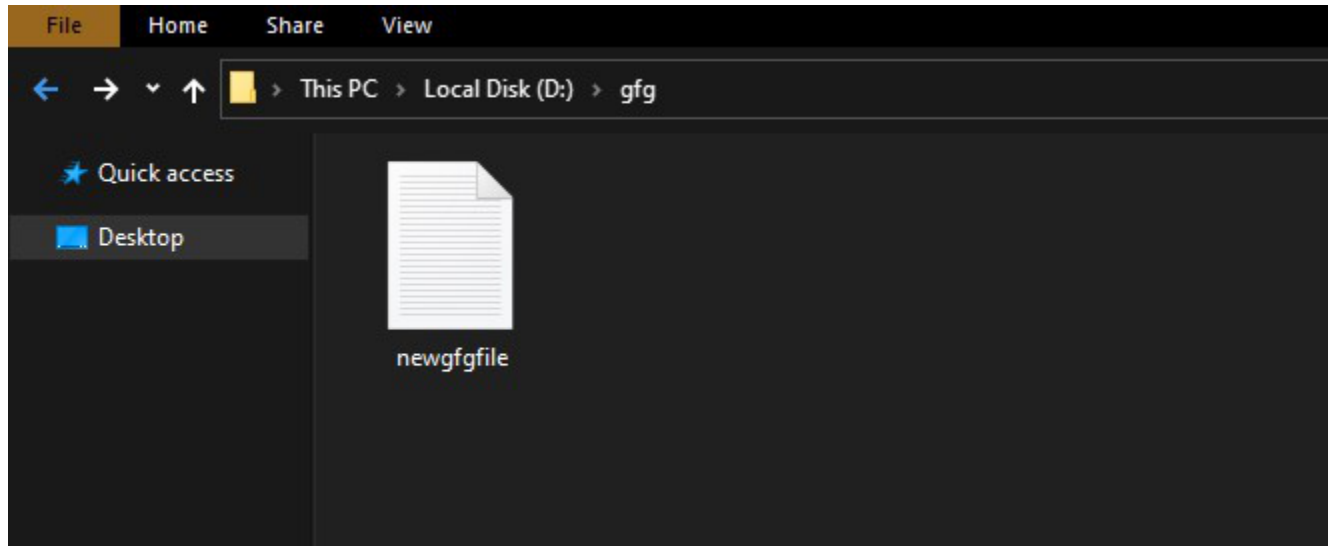 File Home Share View
This PC > Local Disk (D:) > gfg
Quick access
Desktop
newgfgfile